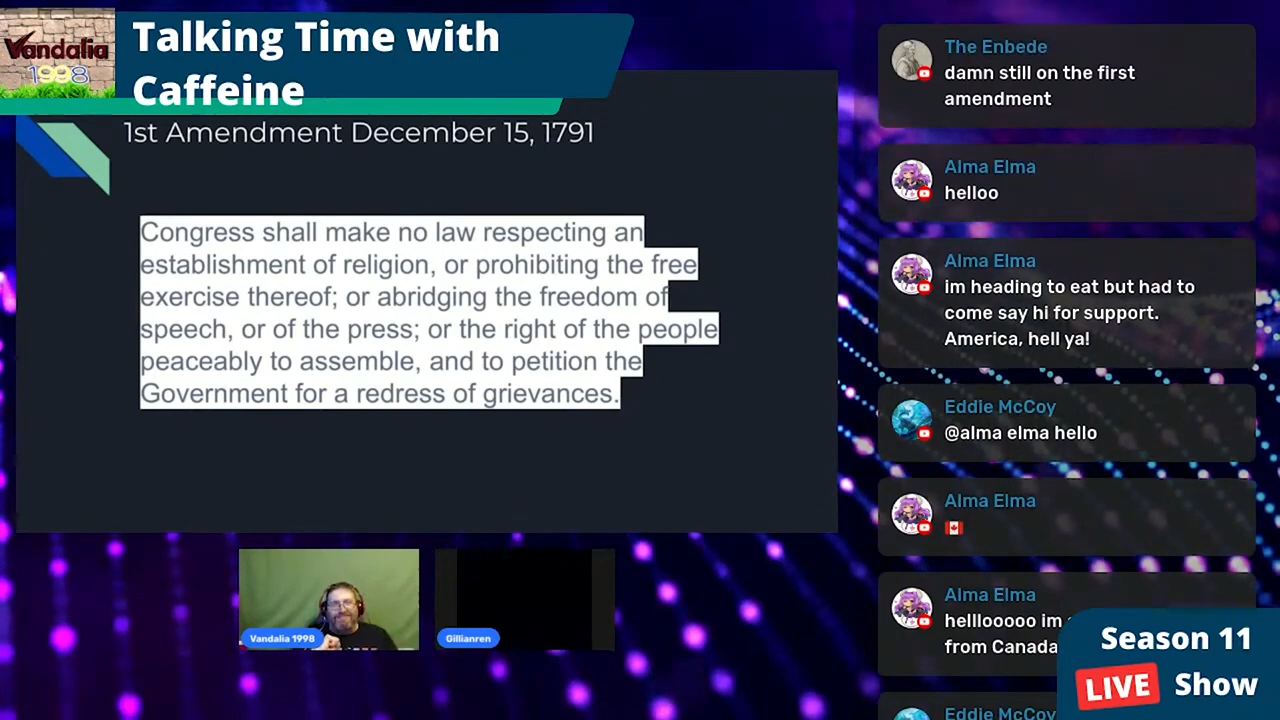 Vandalia
1998
Talking Time with
Caffeine
1st Amendment December 15, 1791
Congress shall make no law respecting an
establishment of religion, or prohibiting the free
exercise thereof; or abridging the freedom of
speech, or of the press; or the right of the people
peaceably to assemble, and to petition the
Government for a redress of grievances.
Vandalia 1998
Gillianren
The Enbede
damn still on the first
amendment
Alma Elma
helloo
Alma Elma
im heading to eat but had to
come say hi for support.
America, hell ya!
Eddie McCoy
@alma elma hello
Alma Elma
Alma Elma
helllooooo im
from Canada
Eddie McCoy
Season 11
LIVE Show